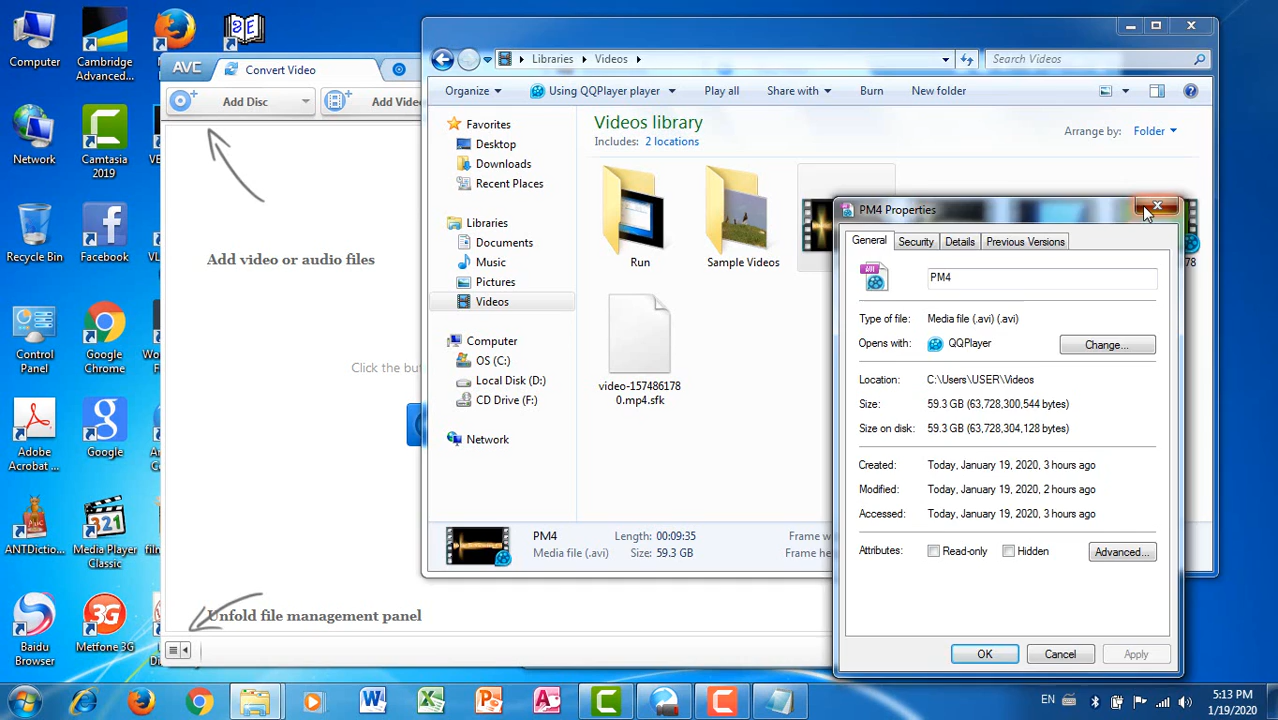 Computer
Cambridge
Advanced...
Network
Camtasia
2019
Recycle Bin
Facebook
Control
Panel
Google
Chrome
Adobe
Acrobat ...
Google
ANTDictio...
Media Player
Classic
Baidu
Browser
Metfone 3G
AVE
Convert Video
Add Disc
Add Video
Add video or audio files
Click the bu
Unfold file management panel
Libraries
Videos
Search Videos
Organize
Using QQPlayer player
Play all
Share with
Burn
New folder
Favorites
Desktop
Downloads
Recent Places
Libraries
Documents
Music
Pictures
Videos
Computer
OS (C:)
Local Disk (D:)
CD Drive (F:)
Network
Videos library
Includes: 2 locations
Arrange by: Folder
Run
Sample Videos
78
video-157486178
0.mp4.sfk
PM4
Media file (.avi)
Length: 00:09:35
Size: 59.3 GB
Frame w
Frame he
PM4 Properties
General
Security
Details
Previous Versions
PM4
Type of file: Media file (.avi) (.avi)
Opens with: QQPlayer
Change...
Location: C:\Users\USER\Videos
Size: 59.3 GB (63,728,300,544 bytes)
Size on disk: 59.3 GB (63,728,304,128 bytes)
Created: Today, January 19, 2020, 3 hours ago
Modified: Today, January 19, 2020, 2 hours ago
Accessed: Today, January 19, 2020, 3 hours ago
Attributes: Read-only Hidden
Advanced...
OK
Cancel
Apply
EN
5:13 PM
1/19/2020